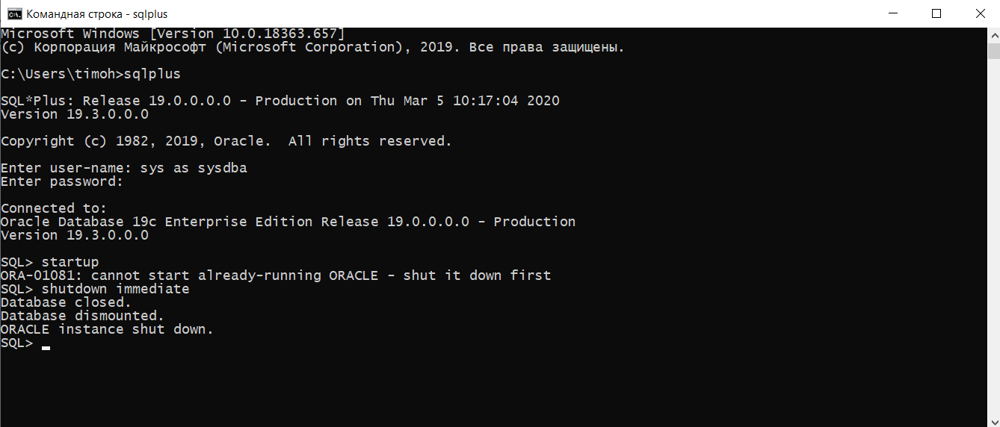 Командная строка - sqlplus
Microsoft Windows [Version 10.0.18363.657]
(c) Корпорация Майкрософт (Microsoft Corporation), 2019. Все права защищены.
C:\Users\timoh>sqlplus
SQL*Plus: Release 19.0.0.0.0 - Production on Thu Mar 5 10:17:04 2020
Version 19.3.0.0.0
Copyright (c) 1982, 2019, Oracle.  All rights reserved.
Enter user-name: sys as sysdba
Enter password:
Connected to:
Oracle Database 19c Enterprise Edition Release 19.0.0.0.0 - Production
Version 19.3.0.0.0
SQL> startup
ORA-01081: cannot start already-running ORACLE - shut it down first
SQL> shutdown immediate
Database closed.
Database dismounted.
ORACLE instance shut down.
SQL>